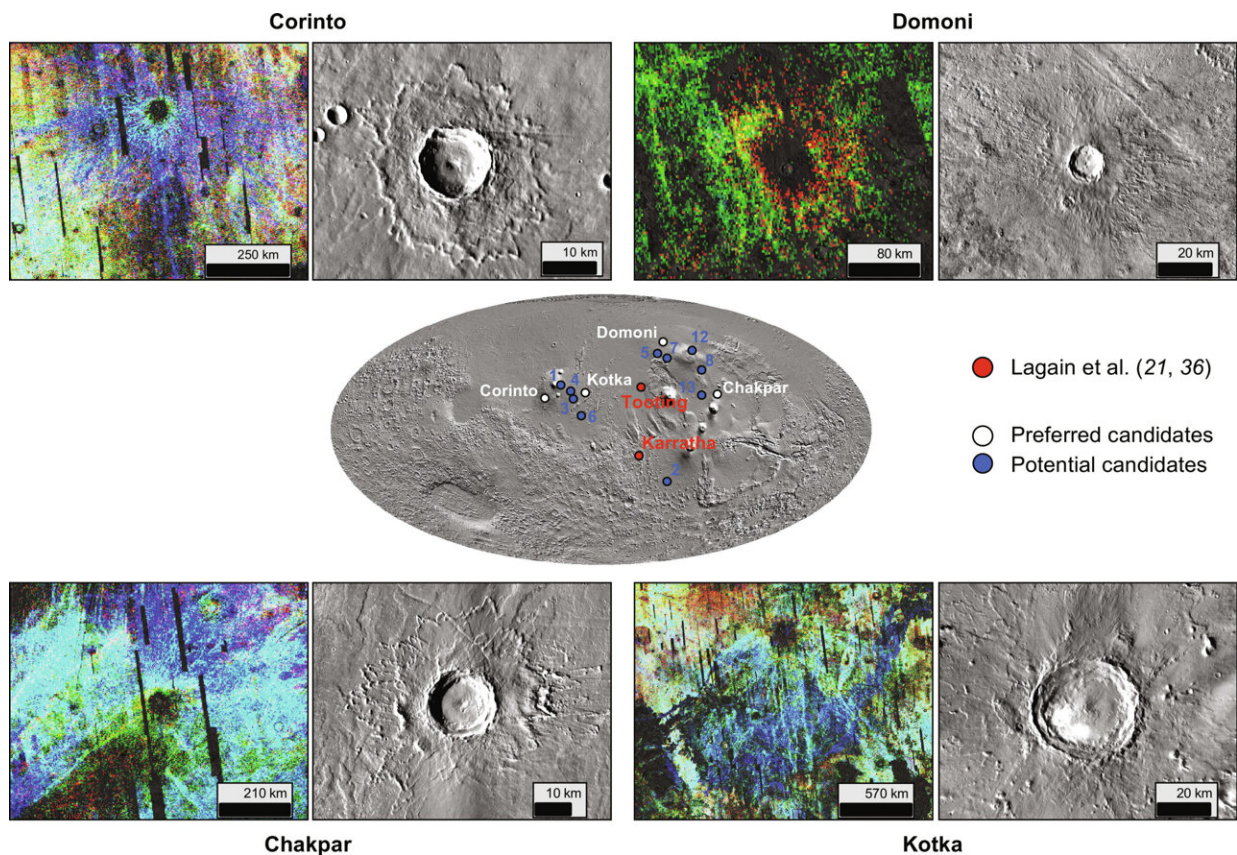 Corinto
Domoni
250 km
10 km
80 km
20 km
Domoni
12
5
7
8
1
4
Kotka
Corinto
3
6
13
Chakpar
Tooting
Karratha
2
Lagain et al. (21, 36)
Preferred candidates
Potential candidates
210 km
10 km
570 km
20 km
Chakpar
Kotka